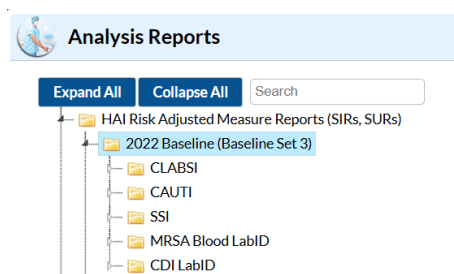 Analysis Reports
Expand All Collapse All Search
HAI Risk Adjusted Measure Reports (SIRs, SURs)
2022 Baseline (Baseline Set 3)
CLABSI
CAUTI
SSI
MRSA Blood LabID
CDI LabID